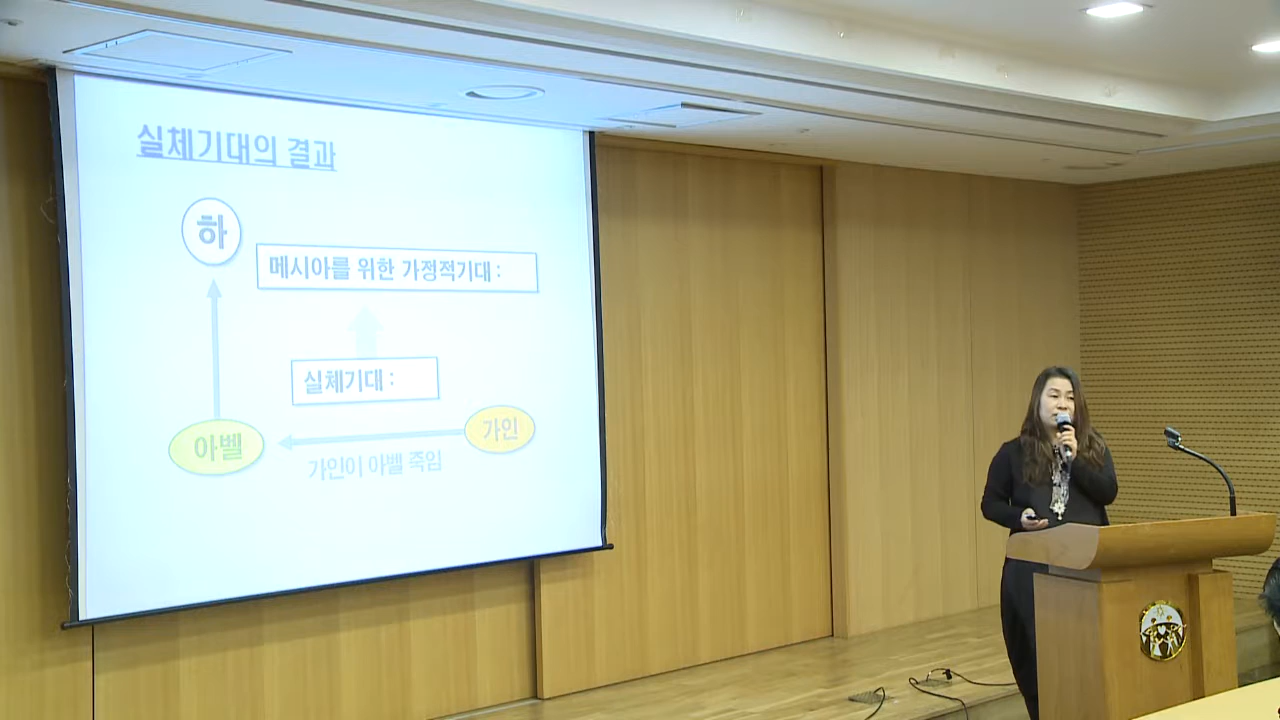 실체기대의 결과
하
메시아를 위한 가정적기대 :
실체기대 :
아벨
가인
가인이 아벨 죽임